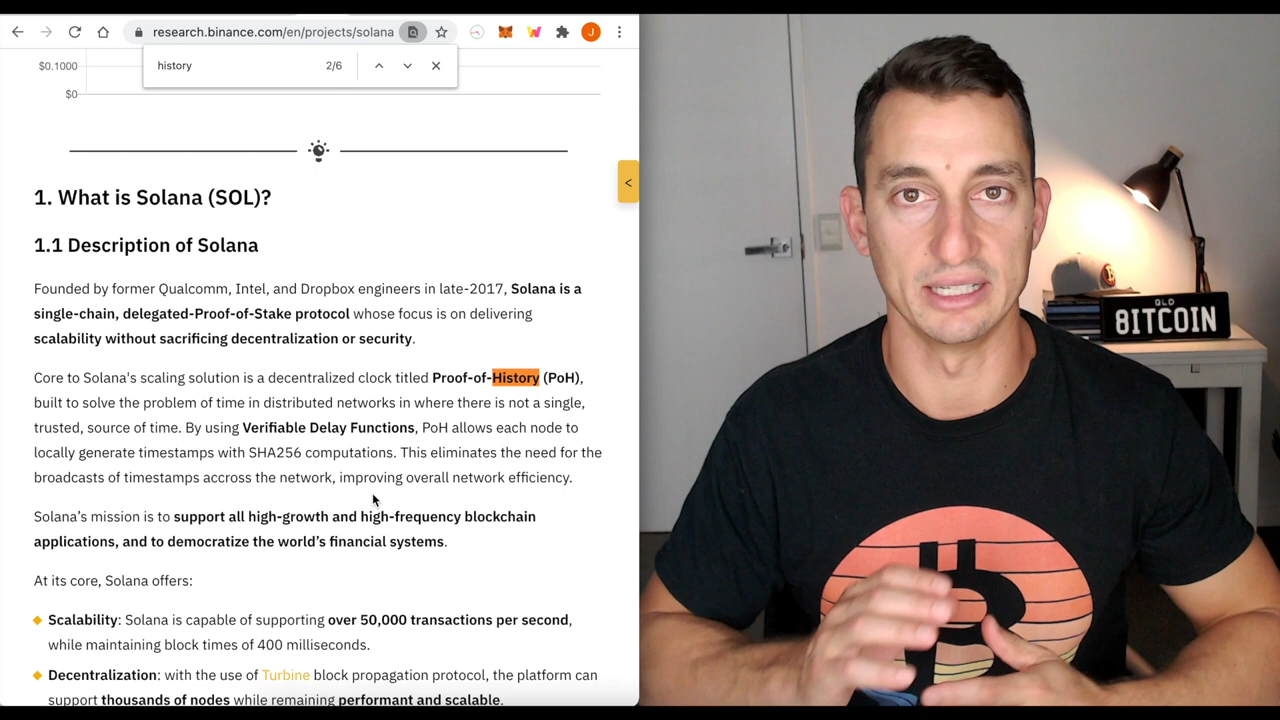 research.binance.com/en/projects/solana
J
history
2/6
$0.1000
$0
<
1. What is Solana (SOL)?
1.1 Description of Solana
Founded by former Qualcomm, Intel, and Dropbox engineers in late-2017, Solana is a
single-chain, delegated-Proof-of-Stake protocol whose focus is on delivering
scalability without sacrificing decentralization or security.
Core to Solana's scaling solution is a decentralized clock titled Proof-of-History (PoH),
built to solve the problem of time in distributed networks in where there is not a single,
trusted, source of time. By using Verifiable Delay Functions, PoH allows each node to
locally generate timestamps with SHA256 computations. This eliminates the need for the
broadcasts of timestamps accross the network, improving overall network efficiency.
Solana’s mission is to support all high-growth and high-frequency blockchain
applications, and to democratize the world’s financial systems.
At its core, Solana offers:
Scalability: Solana is capable of supporting over 50,000 transactions per second,
while maintaining block times of 400 milliseconds.
Decentralization: with the use of Turbine block propagation protocol, the platform can
support thousands of nodes while remaining performant and scalable.
QLD
8ITCOIN